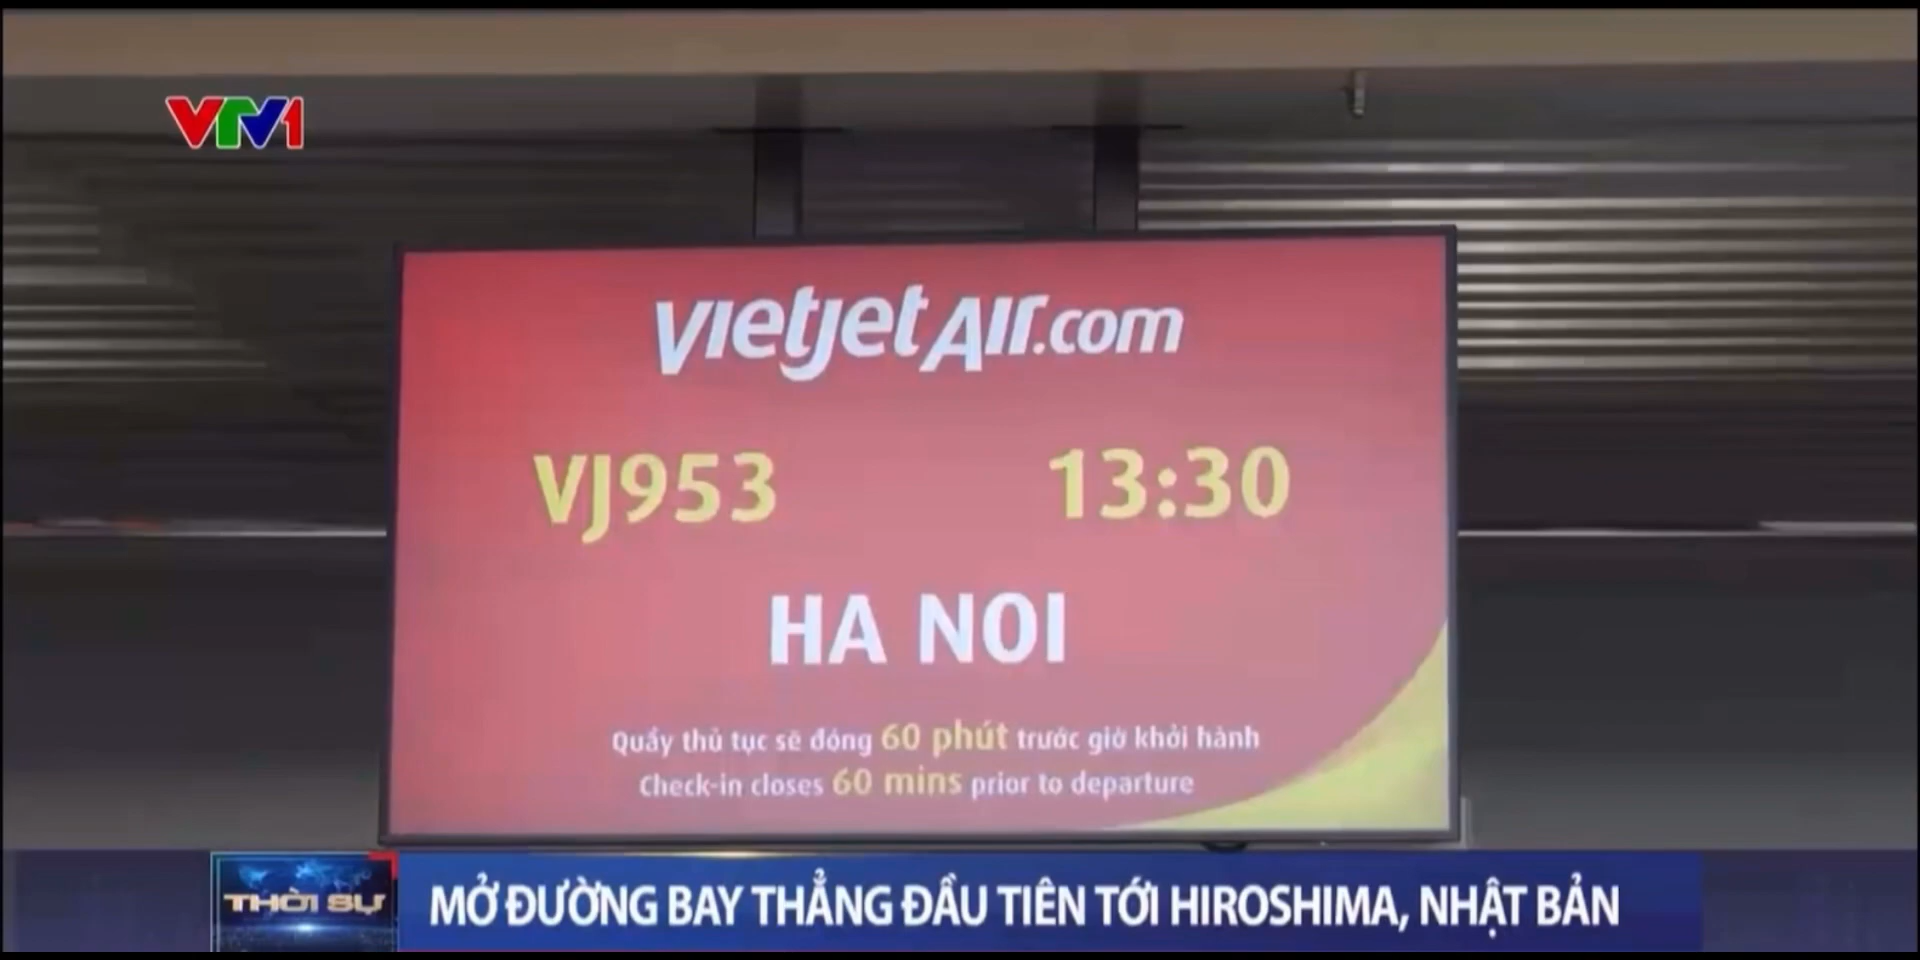 VTV1
vietjetAir.com
VJ953 13:30
HA NOI
Quầy thủ tục sẽ đóng 60 phút trước giờ khởi hành
Check-in closes 60 mins prior to departure
THỜI SỰ
MỞ ĐƯỜNG BAY THẲNG ĐẦU TIÊN TỚI HIROSHIMA, NHẬT BẢN